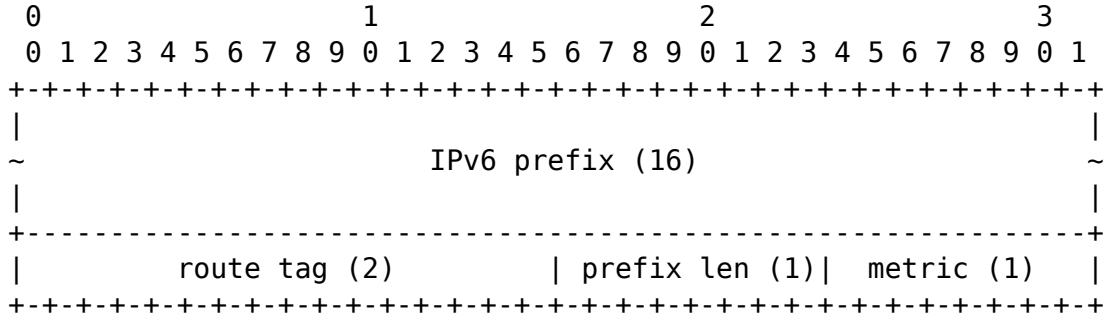 0                   1                   2                   3
 0 1 2 3 4 5 6 7 8 9 0 1 2 3 4 5 6 7 8 9 0 1 2 3 4 5 6 7 8 9 0 1
+-+-+-+-+-+-+-+-+-+-+-+-+-+-+-+-+-+-+-+-+-+-+-+-+-+-+-+-+-+-+-+-+
|                                                               |
~                        IPv6 prefix (16)                       ~
|                                                               |
+---------------------------------------------------------------+
|         route tag (2)         | prefix len (1)|  metric (1)   |
+-+-+-+-+-+-+-+-+-+-+-+-+-+-+-+-+-+-+-+-+-+-+-+-+-+-+-+-+-+-+-+-+